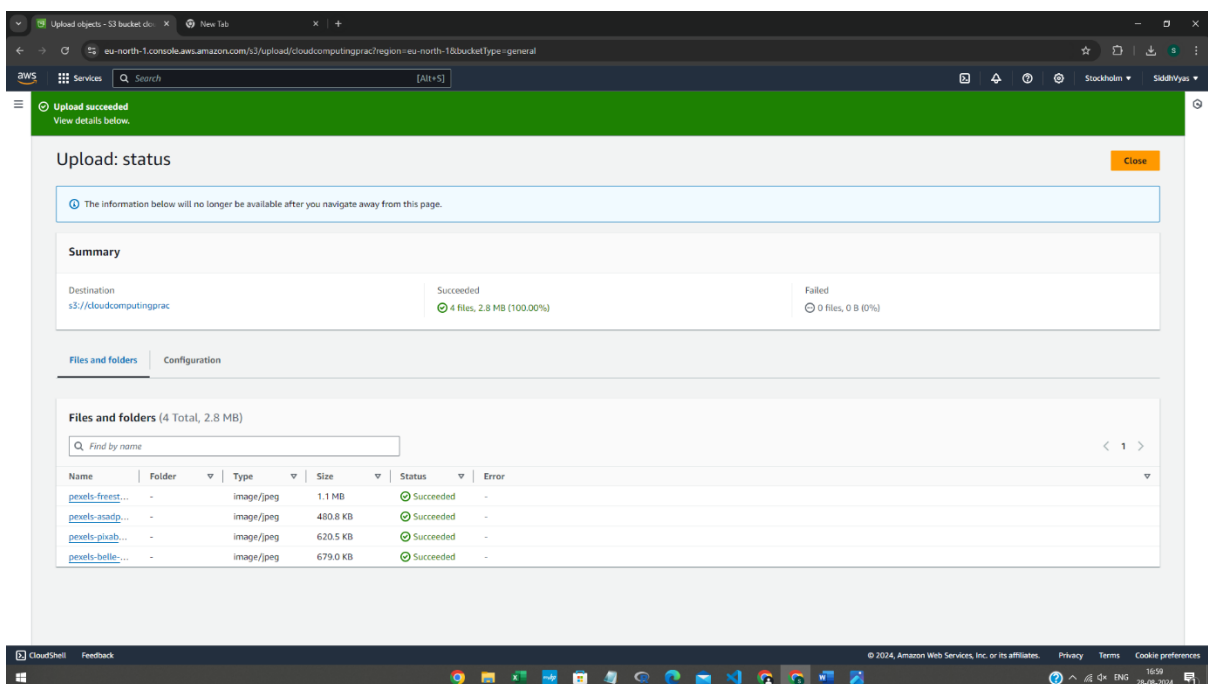 Upload objects - S3 bucket clo
New Tab
eu-north-1.console.aws.amazon.com/s3/upload/cloudcomputingprac?region=eu-north-1&bucketType=general
S
aws
Services
Search
[Alt+S]
Stockholm
SiddhVyas
Upload succeeded
View details below.
Upload: status
Close
The information below will no longer be available after you navigate away from this page.
Summary
Destination
Succeeded
Failed
s3://cloudcomputingprac
4 files, 2.8 MB (100.00%)
0 files, 0 B (0%)
Files and folders
Configuration
Files and folders (4 Total, 2.8 MB)
Find by name
1
Name Folder Type Size Status Error
pexels-freest... - image/jpeg 1.1 MB Succeeded -
pexels-asadp... - image/jpeg 480.8 KB Succeeded -
pexels-pixab... - image/jpeg 620.5 KB Succeeded -
pexels-belle-... - image/jpeg 679.0 KB Succeeded -
CloudShell Feedback © 2024, Amazon Web Services, Inc. or its affiliates. Privacy Terms Cookie preferences
ENG
16:59
28-08-2024